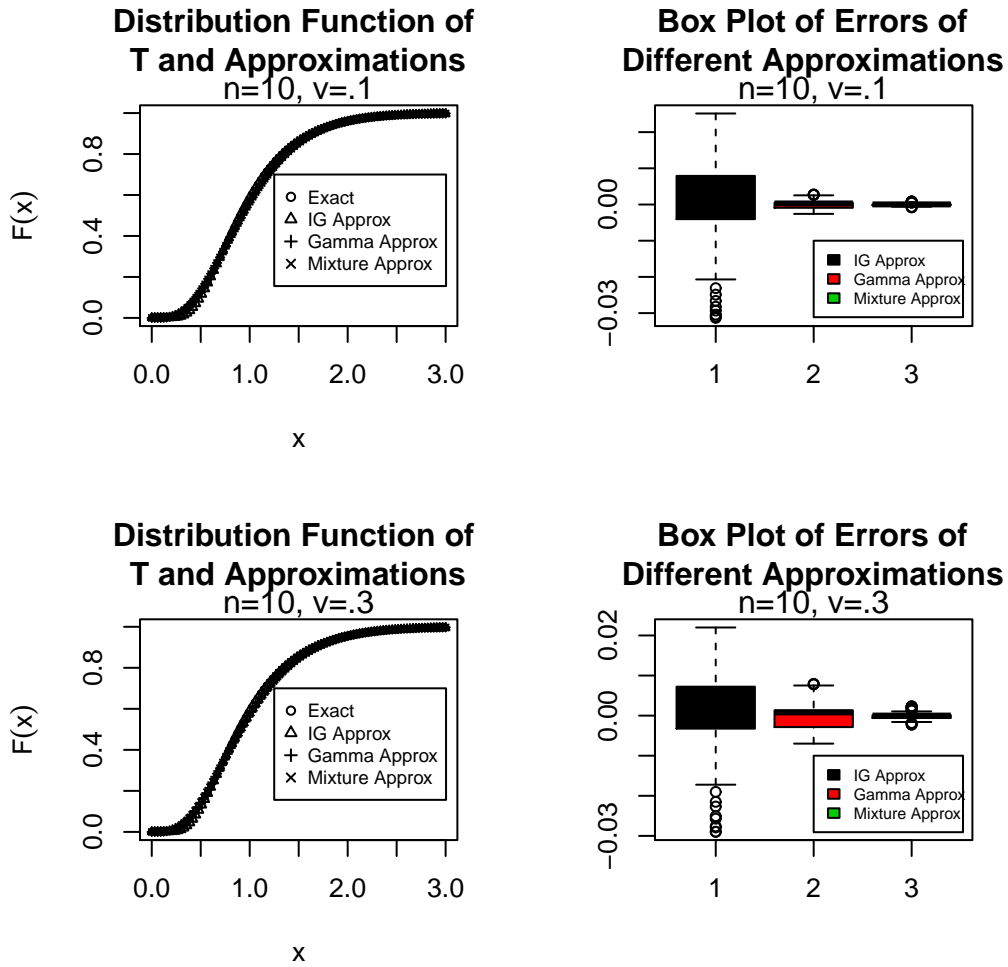 Distribution Function of
T and Approximations
n=10, v=.1
F(x)
0.0 0.4 0.8
Exact
IG Approx
Gamma Approx
Mixture Approx
0.0 1.0 2.0 3.0
x
Box Plot of Errors of
Different Approximations
n=10, v=.1
−0.03 0.00
IG Approx
Gamma Approx
Mixture Approx
1 2 3
Distribution Function of
T and Approximations
n=10, v=.3
F(x)
0.0 0.4 0.8
Exact
IG Approx
Gamma Approx
Mixture Approx
0.0 1.0 2.0 3.0
x
Box Plot of Errors of
Different Approximations
n=10, v=.3
−0.03 0.00 0.02
IG Approx
Gamma Approx
Mixture Approx
1 2 3